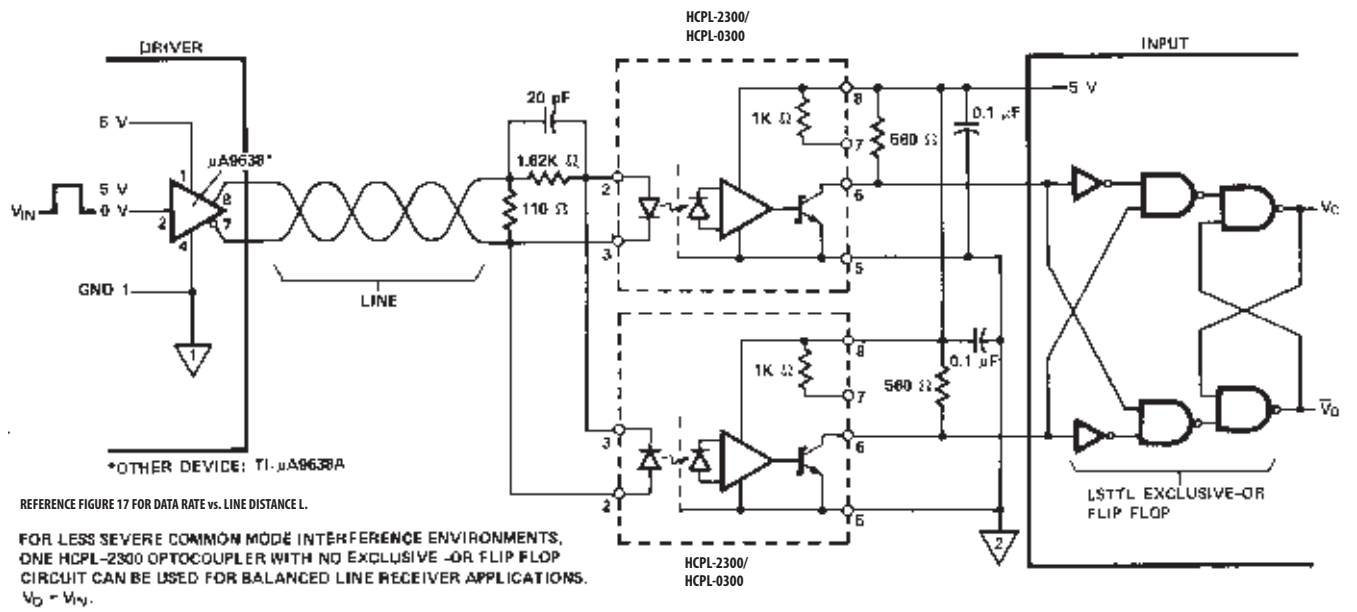 HCPL-2300/
HCPL-0300
DRIVER
INPUT
5 V
20 pF
8
5 V
1K Ω
560 Ω
0.1 μF
μA9638*
1.62K Ω
7
1
2
6
VIN
5 V
0 V
8
110 Ω
2
7
4
3
5
VC
GND 1
LINE
1
8
1K Ω
0.1 μF
560 Ω
7
3
6
V̅O
*OTHER DEVICE: TI-μA9638A
2
5
LSTTL EXCLUSIVE-OR
FLIP FLOP
REFERENCE FIGURE 17 FOR DATA RATE vs. LINE DISTANCE L.
2
FOR LESS SEVERE COMMON MODE INTERFERENCE ENVIRONMENTS,
ONE HCPL-2300 OPTOCOUPLER WITH NO EXCLUSIVE -OR FLIP FLOP
CIRCUIT CAN BE USED FOR BALANCED LINE RECEIVER APPLICATIONS.
VO = VIN.
HCPL-2300/
HCPL-0300